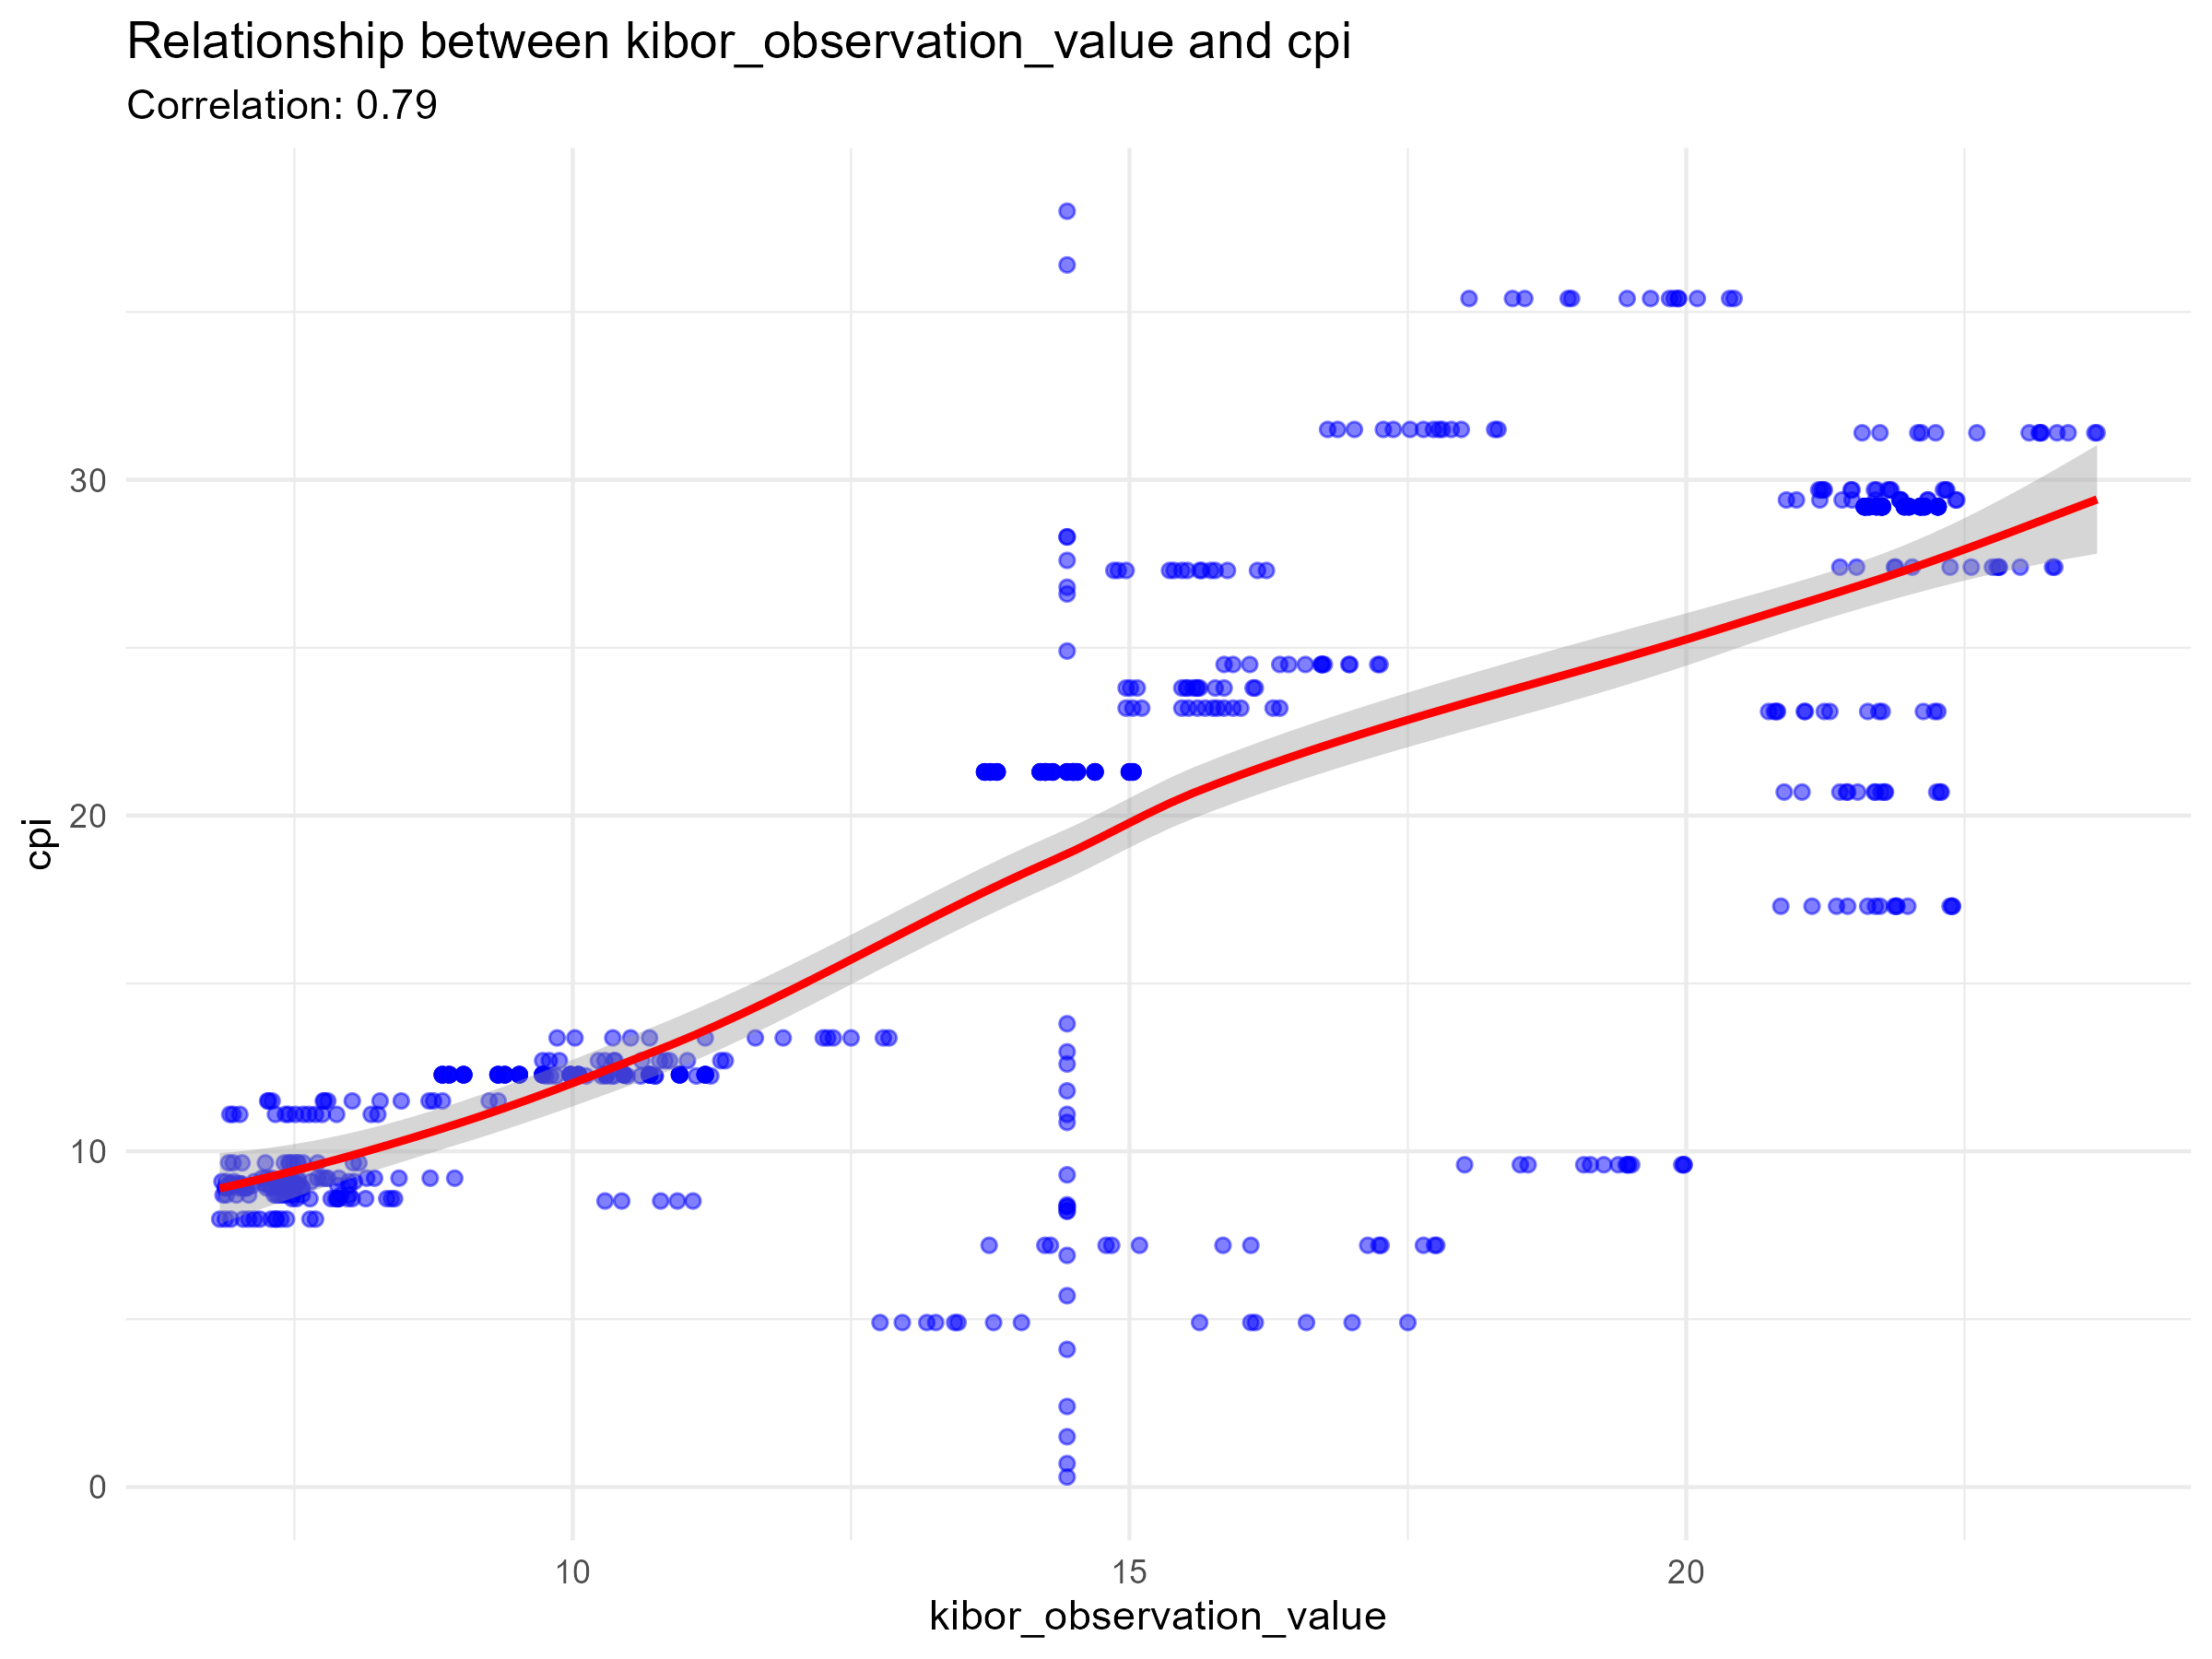 Relationship between kibor_observation_value and cpi
Correlation: 0.79
30
20
10
0
cpi
10
15
20
kibor_observation_value